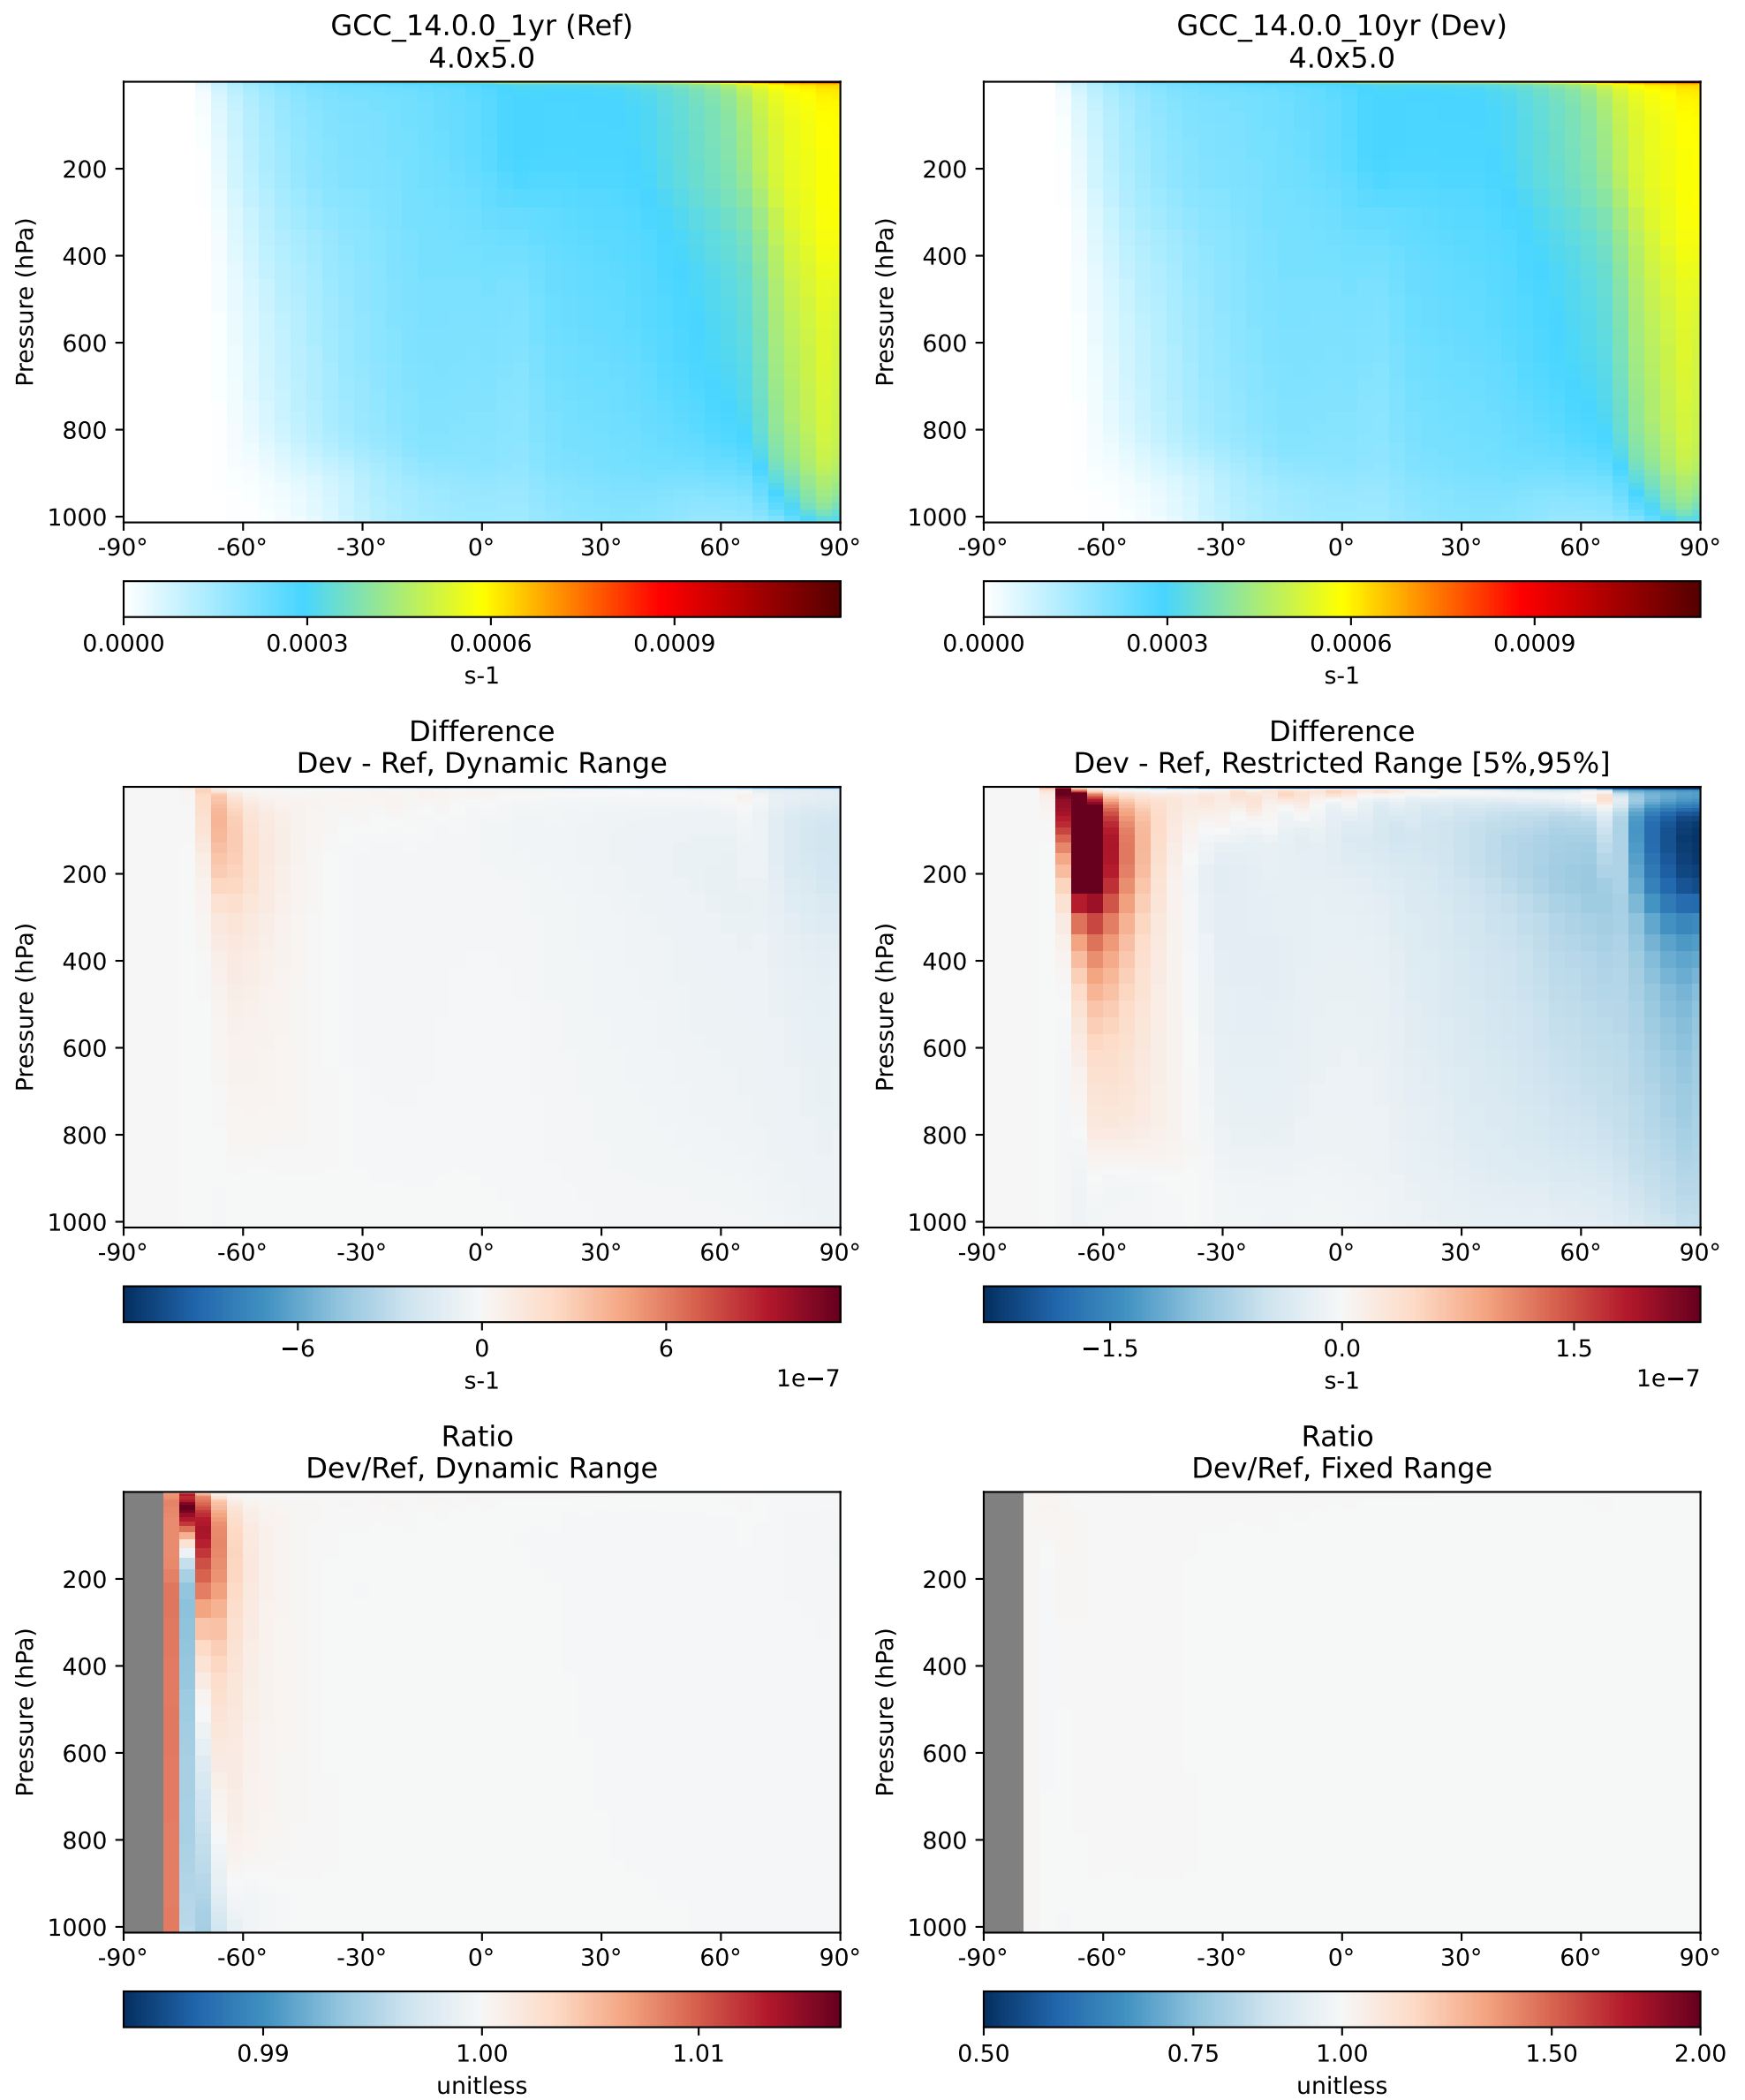 GCC_14.0.0_1yr (Ref)
4.0x5.0
Pressure (hPa)
200
400
600
800
1000
-90° -60° -30° 0° 30° 60° 90°
0.0000 0.0003 0.0006 0.0009
s-1
GCC_14.0.0_10yr (Dev)
4.0x5.0
Pressure (hPa)
200
400
600
800
1000
-90° -60° -30° 0° 30° 60° 90°
0.0000 0.0003 0.0006 0.0009
s-1
Difference
Dev - Ref, Dynamic Range
Pressure (hPa)
200
400
600
800
1000
-90° -60° -30° 0° 30° 60° 90°
−6 0 6
s-1 1e−7
Difference
Dev - Ref, Restricted Range [5%,95%]
Pressure (hPa)
200
400
600
800
1000
-90° -60° -30° 0° 30° 60° 90°
−1.5 0.0 1.5
s-1 1e−7
Ratio
Dev/Ref, Dynamic Range
Pressure (hPa)
200
400
600
800
1000
-90° -60° -30° 0° 30° 60° 90°
0.99 1.00 1.01
unitless
Ratio
Dev/Ref, Fixed Range
Pressure (hPa)
200
400
600
800
1000
-90° -60° -30° 0° 30° 60° 90°
0.50 0.75 1.00 1.50 2.00
unitless